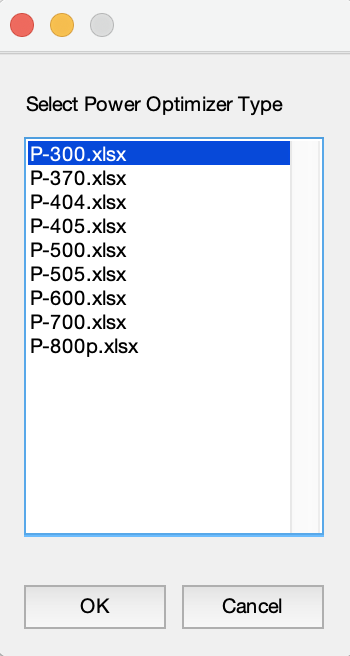 Select Power Optimizer Type
P-300.xlsx
P-370.xlsx
P-404.xlsx
P-405.xlsx
P-500.xlsx
P-505.xlsx
P-600.xlsx
P-700.xlsx
P-800p.xlsx
OK
Cancel